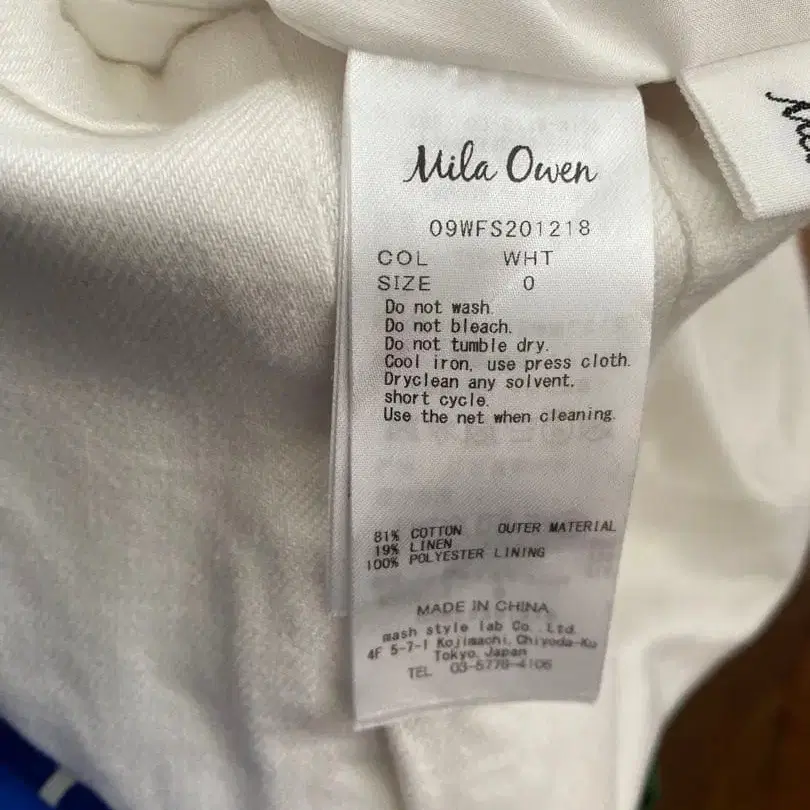 Mila Owen
09WFS201218
COL WHT
SIZE 0
Do not wash.
Do not bleach.
Do not tumble dry.
Cool iron, use press cloth.
Dryclean any solvent.
short cycle.
Use the net when cleaning.
81% COTTON OUTER MATERIAL
19% LINEN
100% POLYESTER LINING
MADE IN CHINA
mash style lab Co., Ltd.
4F 5-7-1 Kojimachi, Chiyoda-Ku
Tokyo, Japan
TEL 03-5778-4106